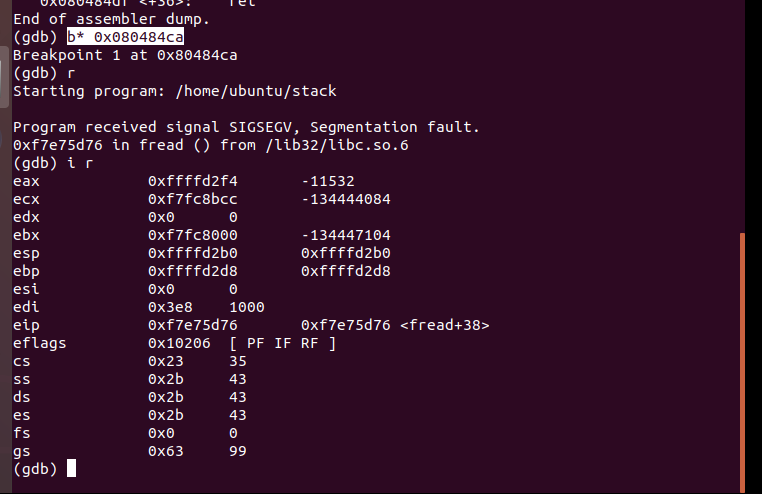 0x080484df <+36>: ret
End of assembler dump.
(gdb) b* 0x080484ca
Breakpoint 1 at 0x80484ca
(gdb) r
Starting program: /home/ubuntu/stack
Program received signal SIGSEGV, Segmentation fault.
0xf7e75d76 in fread () from /lib32/libc.so.6
(gdb) i r
eax 0xffffd2f4 -11532
ecx 0xf7fc8bcc -134444084
edx 0x0 0
ebx 0xf7fc8000 -134447104
esp 0xffffd2b0 0xffffd2b0
ebp 0xffffd2d8 0xffffd2d8
esi 0x0 0
edi 0x3e8 1000
eip 0xf7e75d76 0xf7e75d76 <fread+38>
eflags 0x10206 [ PF IF RF ]
cs 0x23 35
ss 0x2b 43
ds 0x2b 43
es 0x2b 43
fs 0x0 0
gs 0x63 99
(gdb)